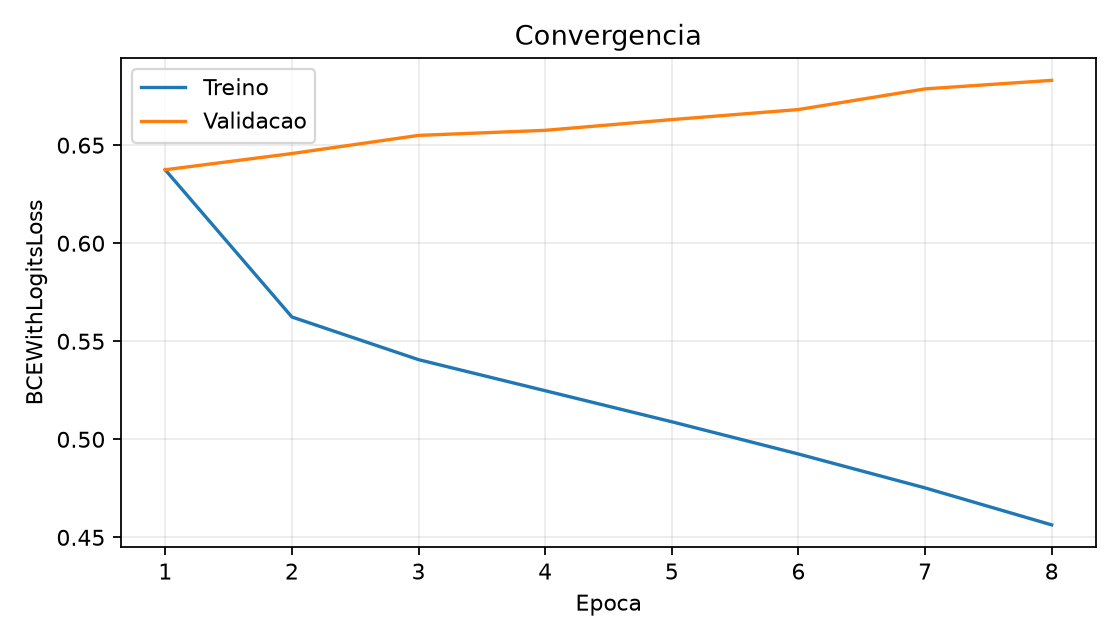 Convergencia
Treino
Validacao
BCEWithLogitsLoss
0.65
0.60
0.55
0.50
0.45
1 2 3 4 5 6 7 8
Epoca